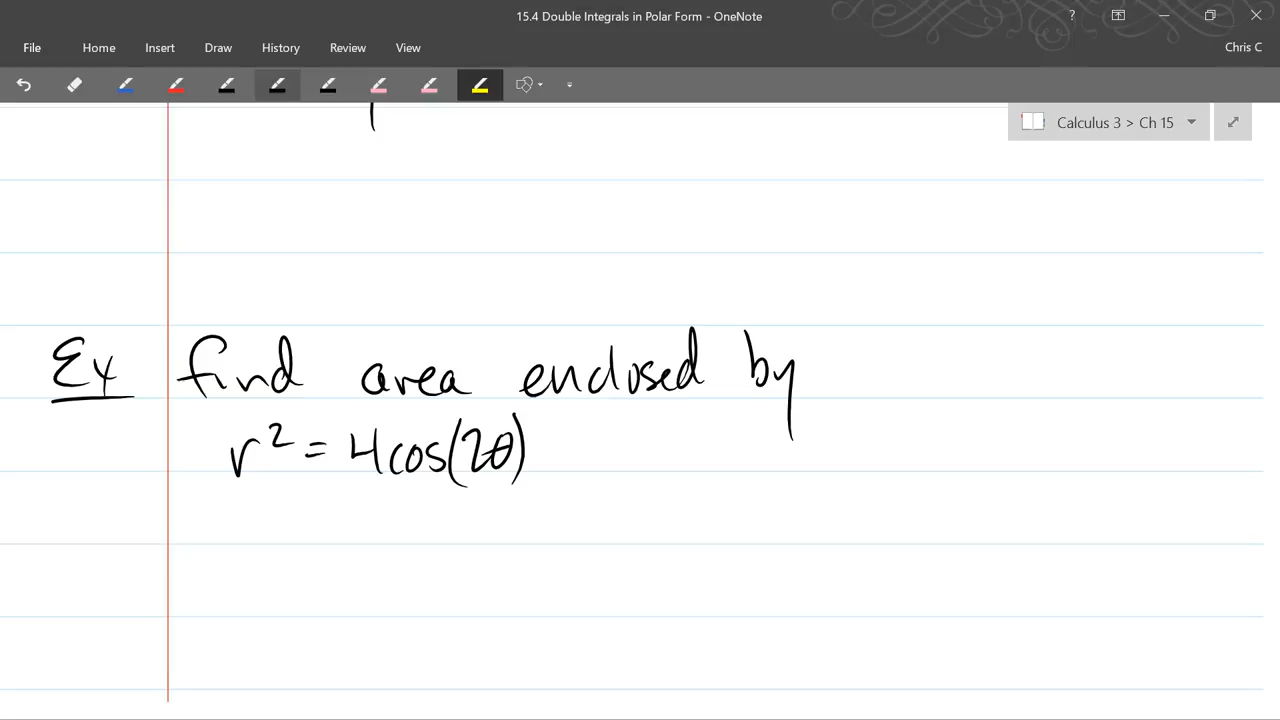 15.4 Double Integrals in Polar Form - OneNote
?
File Home Insert Draw History Review View
Chris C
Calculus 3 > Ch 15
Ex find area enclosed by
r² = 4cos(2θ)